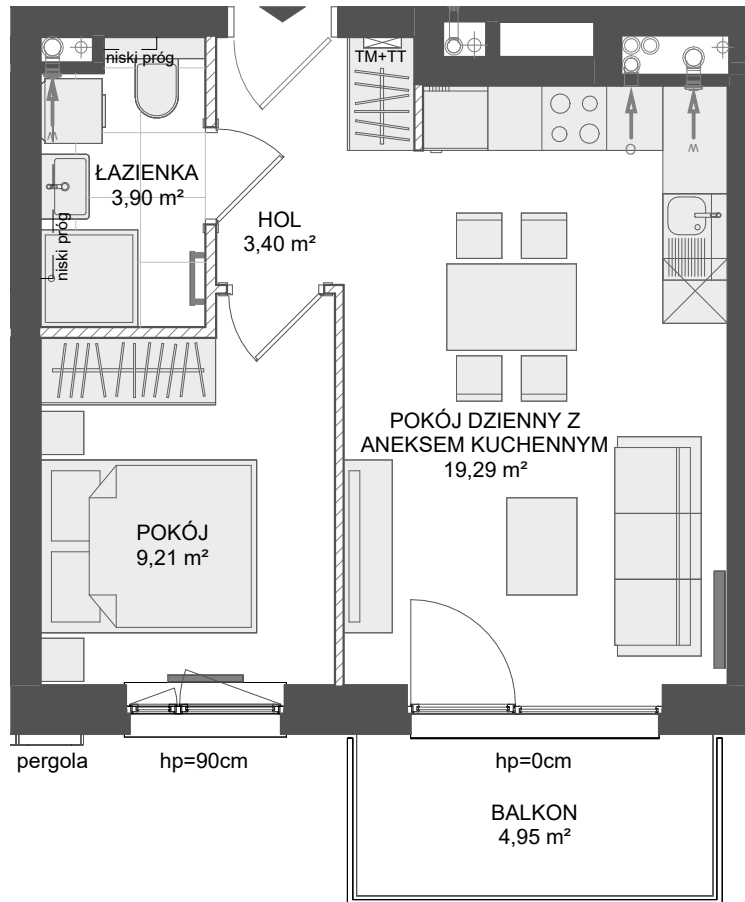 niski próg
TM+TT
ŁAZIENKA
3,90 m²
HOL
3,40 m²
niski próg
POKÓJ DZIENNY Z
ANEKSEM KUCHENNYM
19,29 m²
POKÓJ
9,21 m²
pergola
hp=90cm
hp=0cm
BALKON
4,95 m²
W
O
W